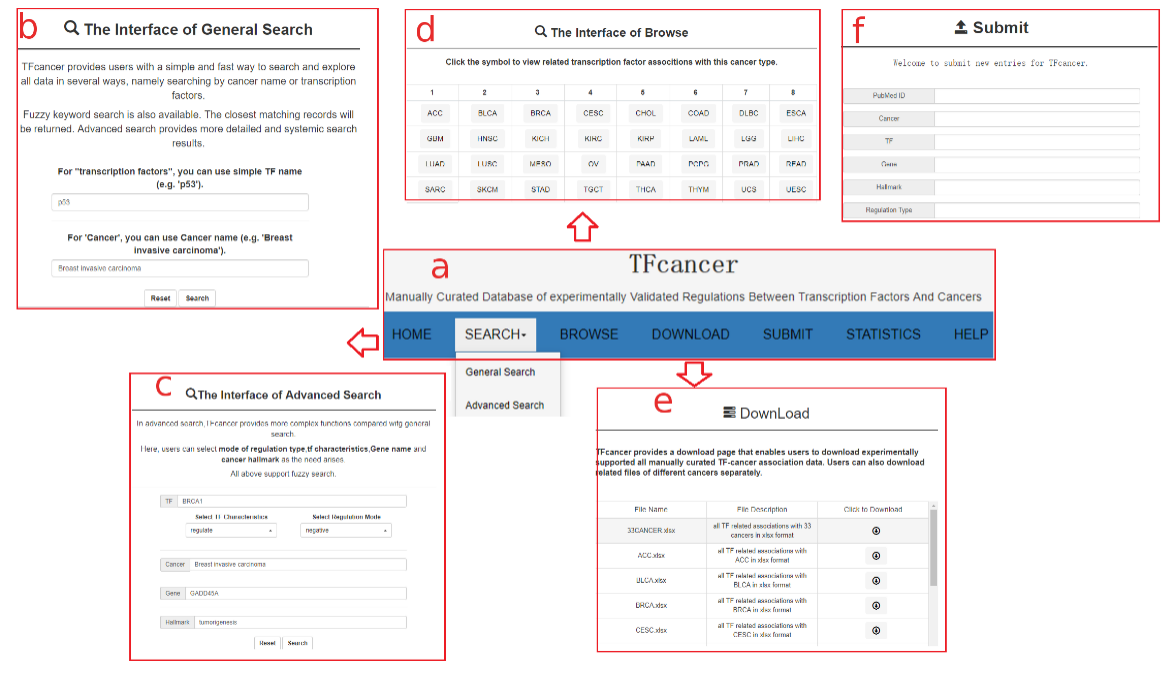 b
The Interface of General Search
TFcancer provides users with a simple and fast way to search and explore
all data in several ways, namely searching by cancer name or transcription
factors.
Fuzzy keyword search is also available. The closest matching records will
be returned. Advanced search provides more detailed and systemic search
results.
For "transcription factors", you can use simple TF name
(e.g. 'p53').
p53
For 'Cancer', you can use Cancer name (e.g. 'Breast
invasive carcinoma').
Breast invasive carcinoma
Reset Search
d
The Interface of Browse
Click the symbol to view related transcription factor associtions with this cancer type.
1 2 3 4 5 6 7 8
ACC BLCA BRCA CESC CHOL COAD DLBC ESCA
GBM HNSC KICH KIRC KIRP LAML LGG LIHC
LUAD LUSC MESO OV PAAD PCPG PRAD READ
SARC SKCM STAD TGCT THCA THYM UCS UESC
f
Submit
Welcome to submit new entries for TFcancer.
PubMed ID
Cancer
TF
Gene
Hallmark
Regulation Type
a
TFcancer
Manually Curated Database of experimentally Validated Regulations Between Transcription Factors And Cancers
HOME SEARCH BROWSE DOWNLOAD SUBMIT STATISTICS HELP
General Search
Advanced Search
c
The Interface of Advanced Search
In advanced search,TFcancer provides more complex functions compared witg general
search.
Here, users can select mode of regulation type,tf characteristics,Gene name and
cancer hallmark as the need arises.
All above support fuzzy search.
TF BRCA1
Select TF Characteristics Select Regulation Mode
regulate negative
Cancer Breast invasive carcinoma
Gene GADD45A
Hallmark tumorigenesis
Reset Search
e
DownLoad
TFcancer provides a download page that enables users to download experimentally
supported all manually curated TF-cancer association data. Users can also download
related files of different cancers separately.
File Name File Description Click to Download
33CANCER.xlsx all TF related associations with 33
cancers in xlsx format
ACC.xlsx all TF related associations with
ACC in xlsx format
BLCA.xlsx all TF related associations with
BLCA in xlsx format
BRCA.xlsx all TF related associations with
BRCA in xlsx format
CESC.xlsx all TF related associations with
CESC in xlsx format